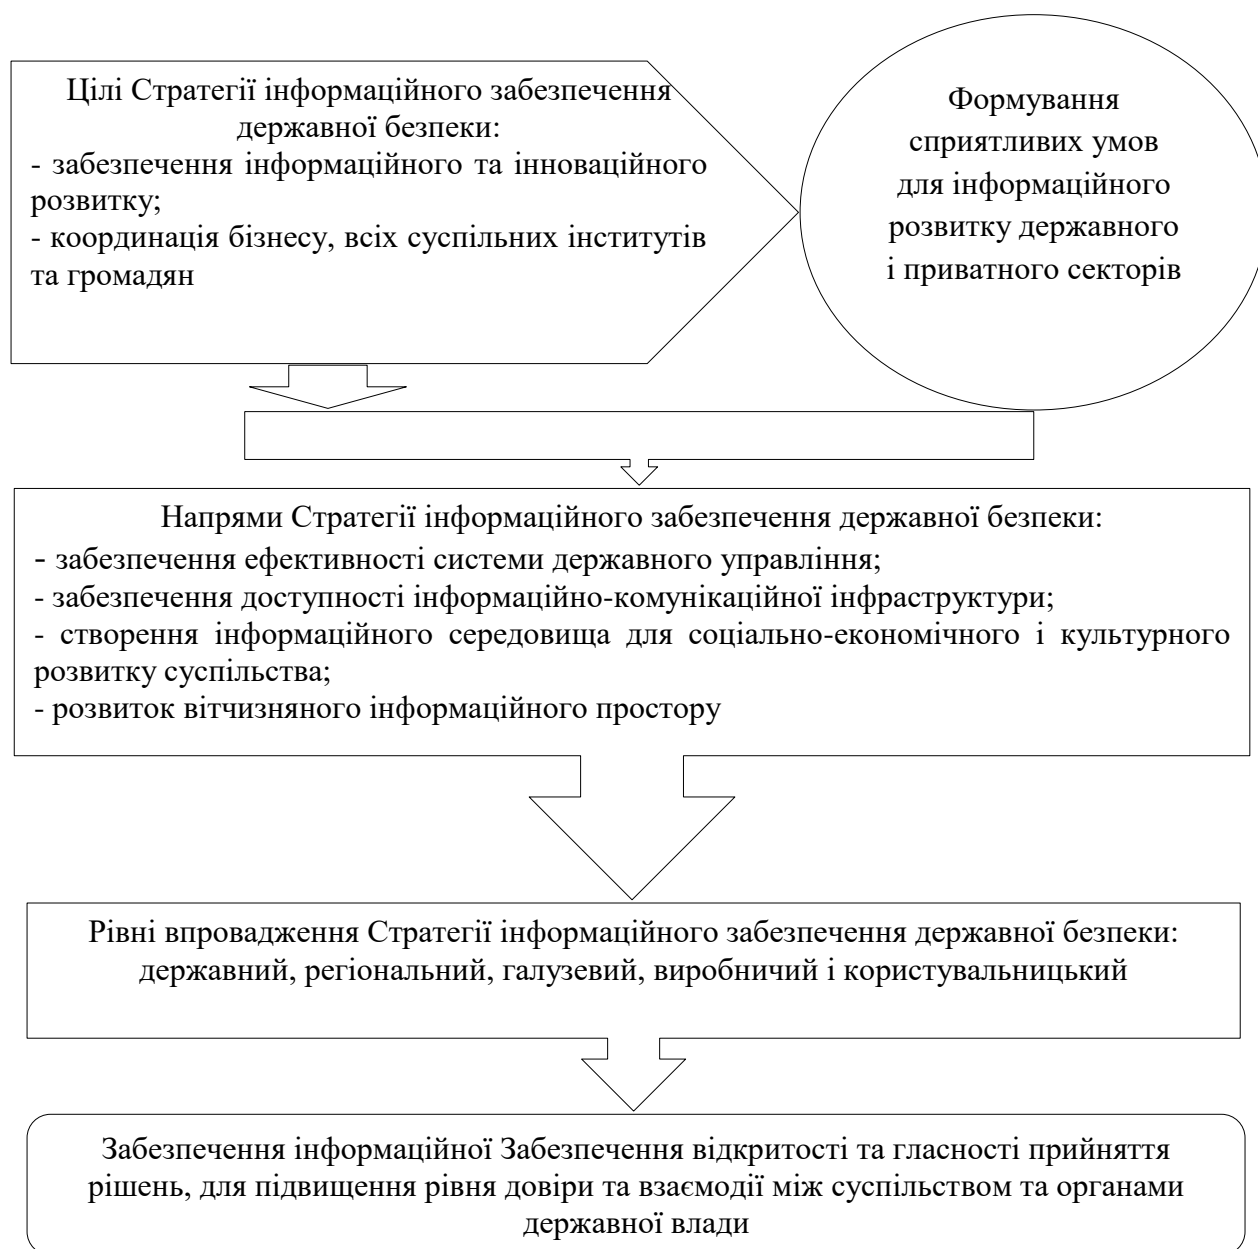 Цілі Стратегії інформаційного забезпечення
державної безпеки:
- забезпечення інформаційного та інноваційного
розвитку;
- координація бізнесу, всіх суспільних інститутів
та громадян
Формування
сприятливих умов
для інформаційного
розвитку державного
і приватного секторів
Напрями Стратегії інформаційного забезпечення державної безпеки:
- забезпечення ефективності системи державного управління;
- забезпечення доступності інформаційно-комунікаційної інфраструктури;
- створення інформаційного середовища для соціально-економічного і культурного
розвитку суспільства;
- розвиток вітчизняного інформаційного простору
Рівні впровадження Стратегії інформаційного забезпечення державної безпеки:
державний, регіональний, галузевий, виробничий і користувальницький
Забезпечення інформаційної Забезпечення відкритості та гласності прийняття
рішень, для підвищення рівня довіри та взаємодії між суспільством та органами
державної влади